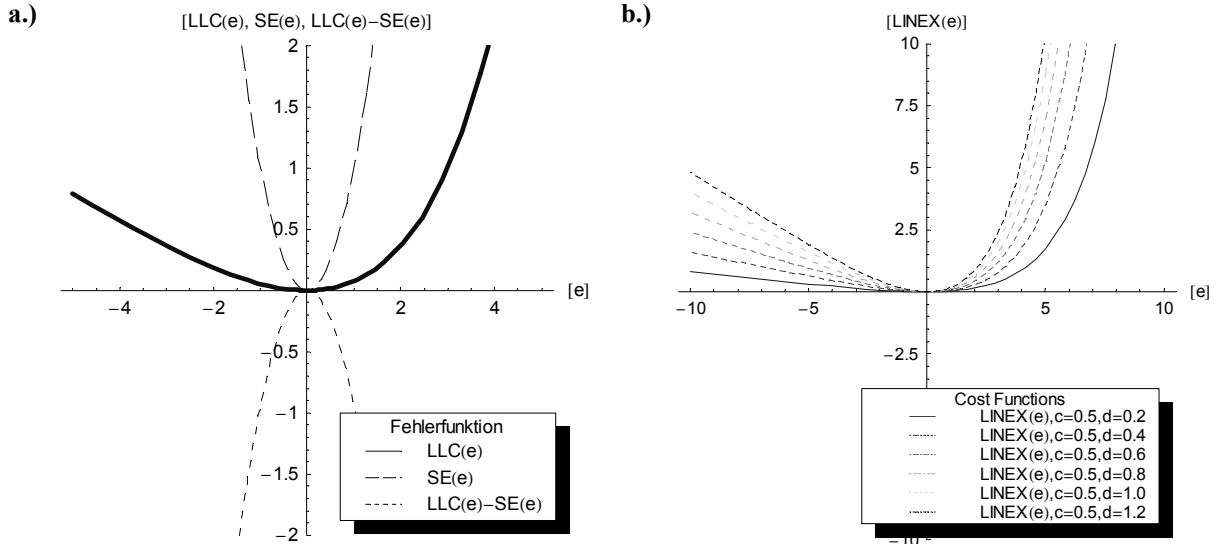 a.)
[LLC(e), SE(e), LLC(e)−SE(e)]
2
1.5
1
0.5
−4
−2
2
4
[e]
−0.5
−1
−1.5
−2
Fehlerfunktion
LLC(e)
SE(e)
LLC(e)−SE(e)
b.)
[LINEX(e)]
10
7.5
5
2.5
−10
−5
5
10
[e]
−2.5
Cost Functions
LINEX(e),c=0.5,d=0.2
LINEX(e),c=0.5,d=0.4
LINEX(e),c=0.5,d=0.6
LINEX(e),c=0.5,d=0.8
LINEX(e),c=0.5,d=1.0
LINEX(e),c=0.5,d=1.2
−10